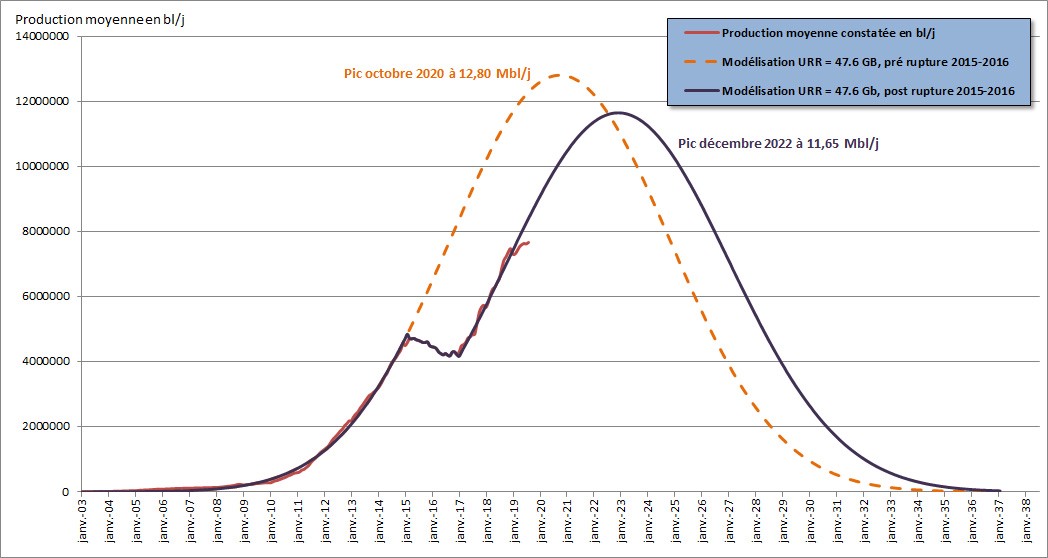 Production moyenne en bl/j
14000000
12000000
10000000
8000000
6000000
4000000
2000000
0
Production moyenne constatée en bl/j
Modélisation URR = 47.6 GB, pré rupture 2015-2016
Modélisation URR = 47.6 Gb, post rupture 2015-2016
Pic octobre 2020 à 12,80 Mbl/j
Pic décembre 2022 à 11,65 Mbl/j
janv.-03
janv.-04
janv.-05
janv.-06
janv.-07
janv.-08
janv.-09
janv.-10
janv.-11
janv.-12
janv.-13
janv.-14
janv.-15
janv.-16
janv.-17
janv.-18
janv.-19
janv.-20
janv.-21
janv.-22
janv.-23
janv.-24
janv.-25
janv.-26
janv.-27
janv.-28
janv.-29
janv.-30
janv.-31
janv.-32
janv.-33
janv.-34
janv.-35
janv.-36
janv.-37
janv.-38